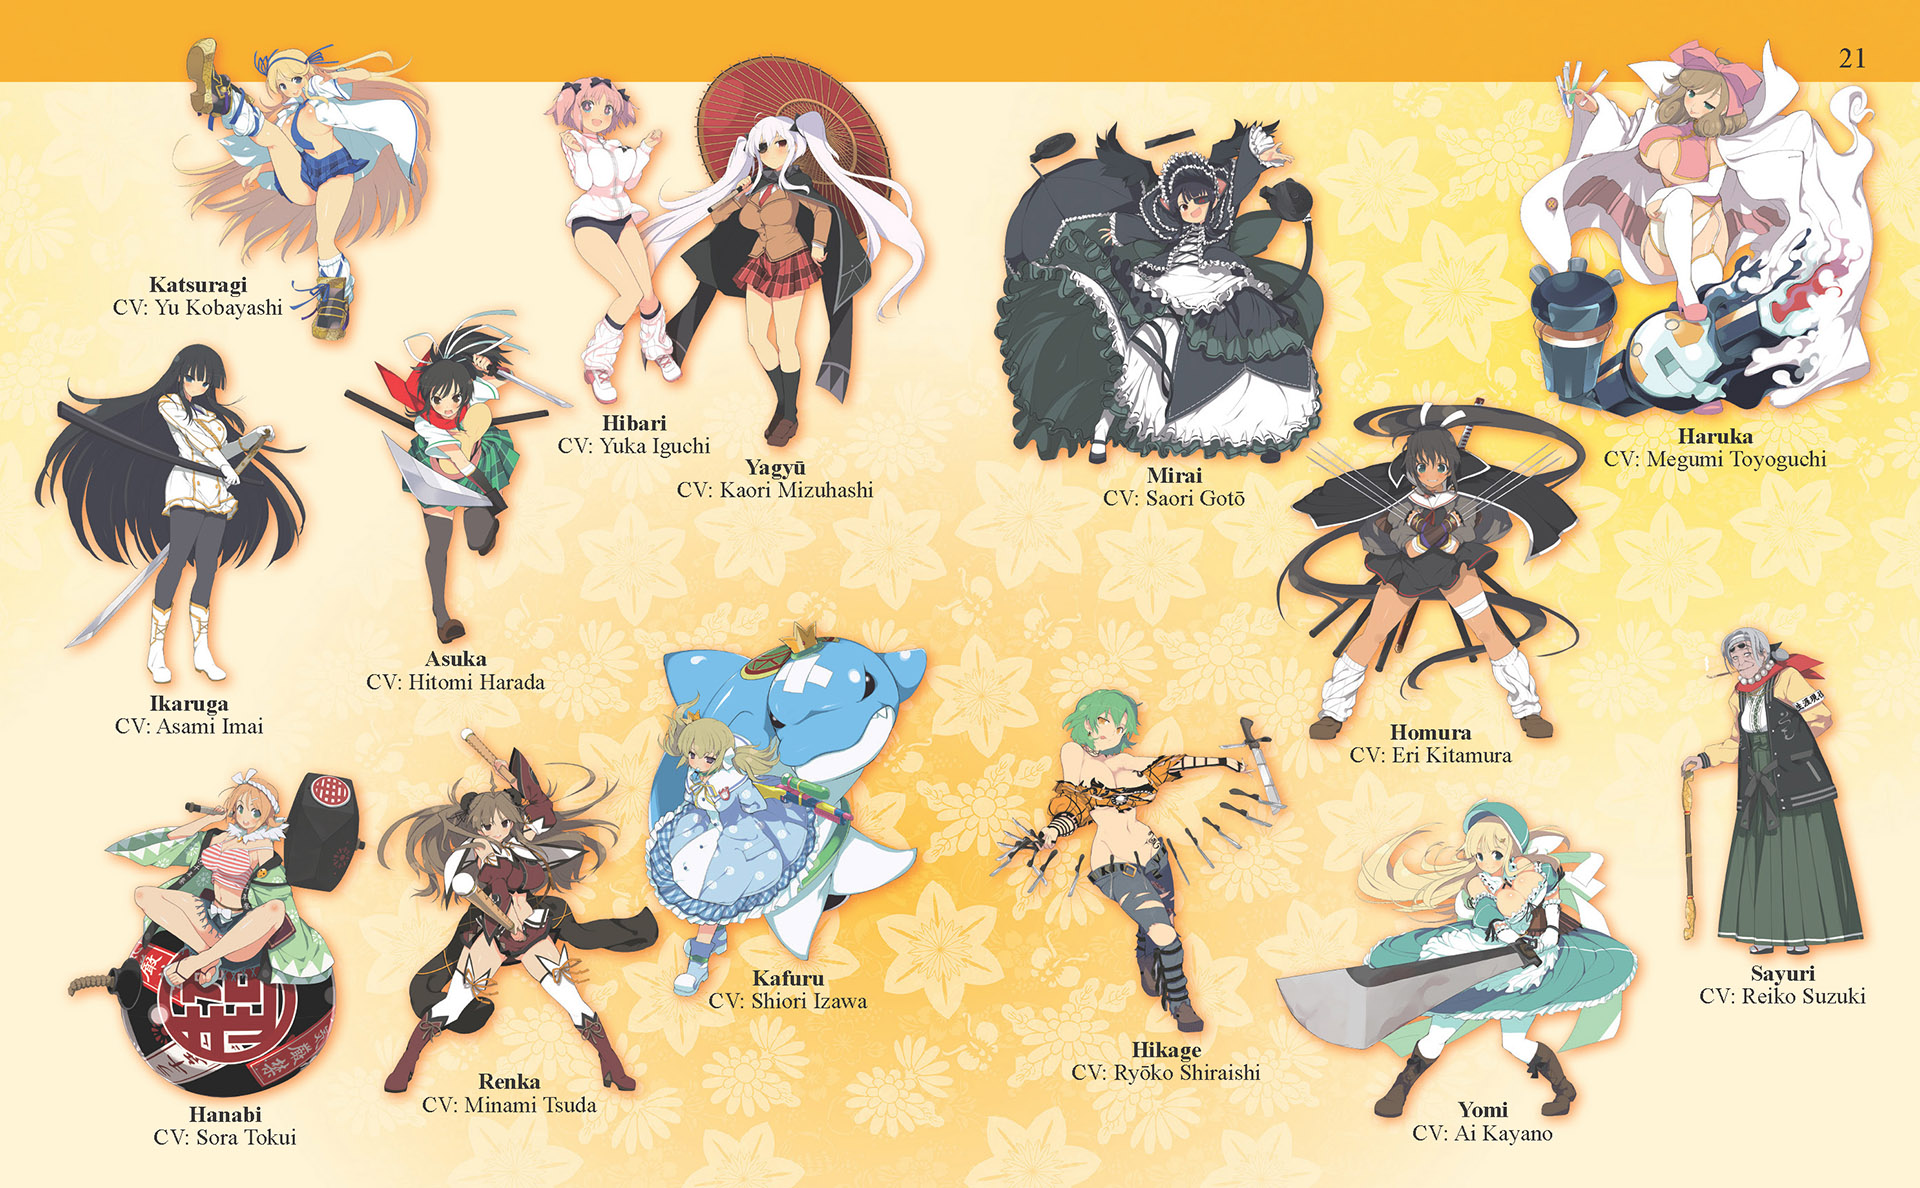 21
Katsuragi
CV: Yu Kobayashi
Hibari
CV: Yuka Iguchi
Yagyū
CV: Kaori Mizuhashi
Mirai
CV: Saori Gotō
Haruka
CV: Megumi Toyoguchi
Ikaruga
CV: Asami Imai
Asuka
CV: Hitomi Harada
Homura
CV: Eri Kitamura
Hanabi
CV: Sora Tokui
Renka
CV: Minami Tsuda
Kafuru
CV: Shiori Izawa
Hikage
CV: Ryōko Shiraishi
Yomi
CV: Ai Kayano
Sayuri
CV: Reiko Suzuki